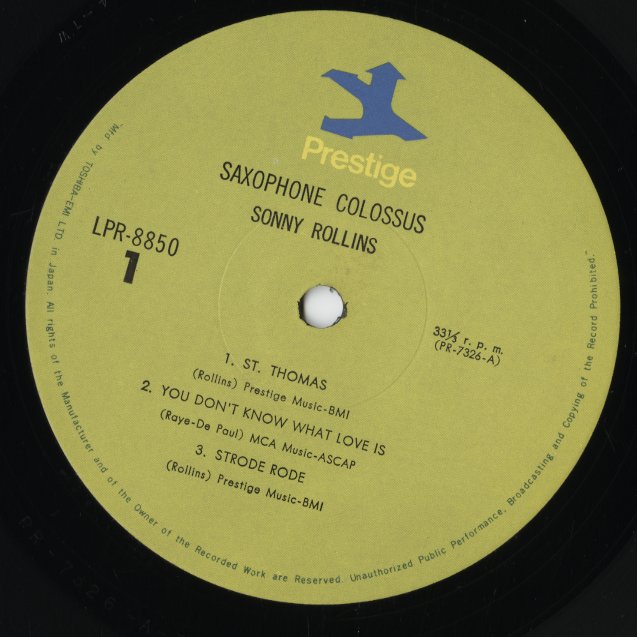 Prestige
SAXOPHONE COLOSSUS
SONNY ROLLINS
LPR-8850
1
33⅓ r. p. m.
(PR-7326-A)
1. ST. THOMAS
(Rollins) Prestige Music-BMI
2. YOU DON'T KNOW WHAT LOVE IS
(Raye-De Paul) MCA Music-ASCAP
3. STRODE RODE
(Rollins) Prestige Music-BMI
"Mfd by TOSHIBA-EMI LTD in Japan. All rights of the Manufacturer and of the Owner of the Recorded Work are Reserved. Unauthorized Public Performance, Broadcasting and Copying of the Record Prohibited."
PR-7326-A